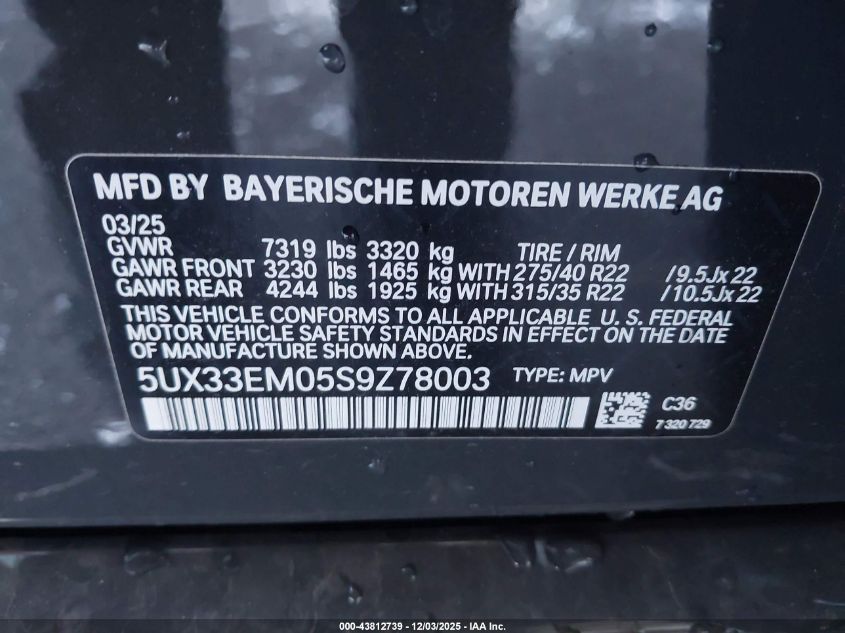 MFD BY BAYERISCHE MOTOREN WERKE AG
03/25
GVWR 7319 lbs 3320 kg TIRE / RIM
GAWR FRONT 3230 lbs 1465 kg WITH 275/40 R22 /9.5Jx22
GAWR REAR 4244 lbs 1925 kg WITH 315/35 R22 /10.5Jx22
THIS VEHICLE CONFORMS TO ALL APPLICABLE U. S. FEDERAL
MOTOR VEHICLE SAFETY STANDARDS IN EFFECT ON THE DATE
OF MANUFACTURE SHOWN ABOVE.
5UX33EM05S9Z78003 TYPE: MPV
C36
7 320 729
000-43812739 - 12/03/2025 - IAA Inc.